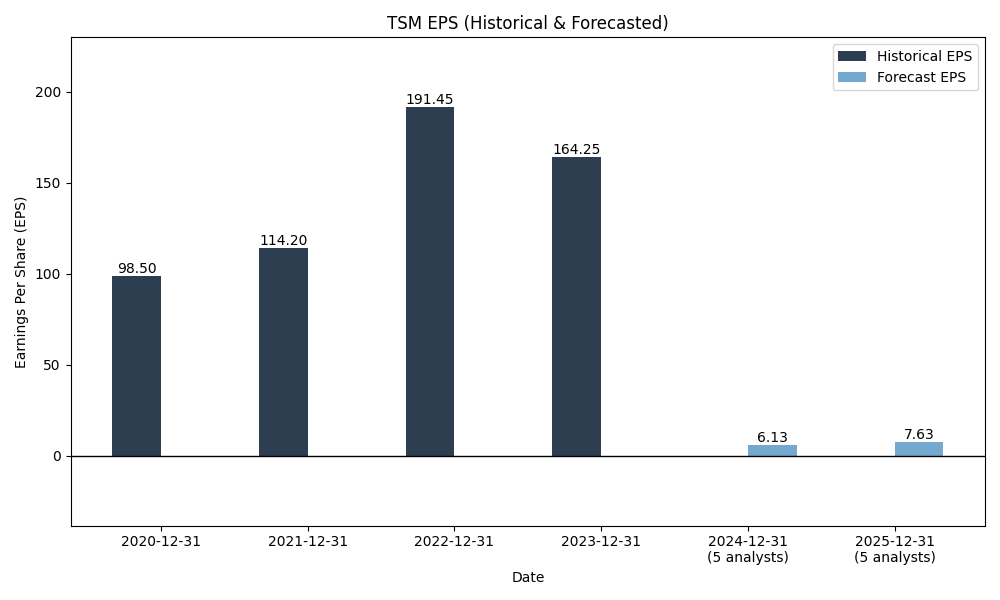 TSM EPS (Historical & Forecasted)
Historical EPS
Forecast EPS
Earnings Per Share (EPS)
200
150
100
50
0
98.50
114.20
191.45
164.25
6.13
7.63
2020-12-31
2021-12-31
2022-12-31
2023-12-31
2024-12-31
(5 analysts)
2025-12-31
(5 analysts)
Date